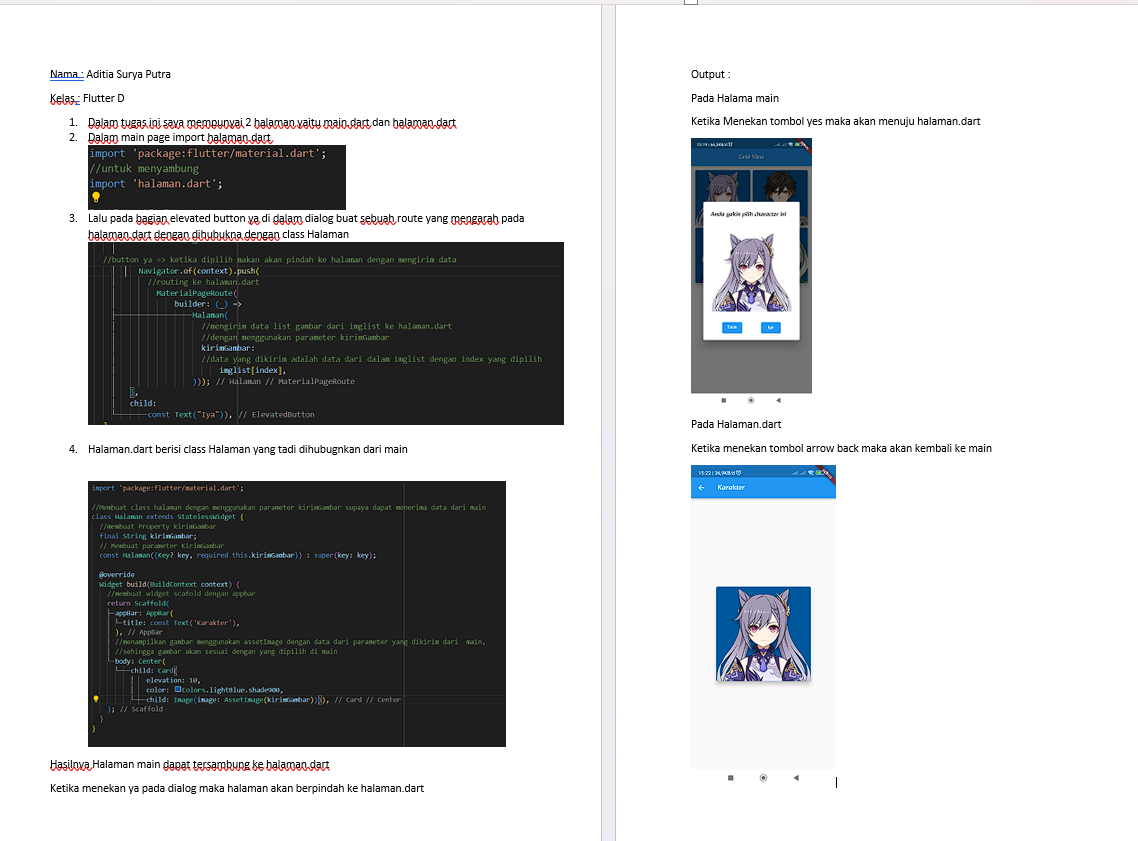 Nama : Aditia Surya Putra
Kelas : Flutter D
1. Dalam tugas ini saya mempunyai 2 halaman yaitu main.dart dan halaman.dart
2. Dalam main page import halaman.dart
import 'package:flutter/material.dart';
//untuk menyambung
import 'halaman.dart';
3. Lalu pada bagian elevated button ya di dalam dialog buat sebuah route yang mengarah pada
halaman.dart dengan dihubukna dengan class Halaman
//button ya => ketika dipilih makan akan pindah ke halaman dengan mengirim data
Navigator.of(context).push(
//routing ke halaman.dart
MaterialPageRoute(
builder: (_) =>
Halaman(
//mengirim data list gambar dari imglist ke halaman.dart
//dengan menggunakan parameter kirimGambar
kirimGambar:
//data yang dikirim adalah data dari dalam imglist dengan index yang dipilih
imglist[index],
))); // Halaman // MaterialPageRoute
},
child:
const Text("Iya")), // ElevatedButton
4. Halaman.dart berisi class Halaman yang tadi dihubugnkan dari main
import 'package:flutter/material.dart';
//Membuat class halaman dengan menggunakan parameter kirimGambar supaya dapat menerima data dari main
class Halaman extends StatelessWidget {
//membuat Property kirimGambar
final String kirimGambar;
// Membuat parameter KirimGambar
const Halaman({Key? key, required this.kirimGambar}) : super(key: key);
@override
Widget build(BuildContext context) {
//membuat widget scafold dengan appbar
return Scaffold(
appBar: AppBar(
title: const Text('Karakter'),
), // AppBar
//menampilkan gambar menggunakan assetImage dengan data dari parameter yang dikirim dari main,
//sehingga gambar akan sesuai dengan yang dipilih di main
body: Center(
child: Card(
elevation: 10,
color: Colors.lightBlue.shade900,
child: Image(image: AssetImage(kirimGambar)))), // Card // Center
); // Scaffold
}
}
Hasilnya Halaman main dapat tersambung ke halaman.dart
Ketika menekan ya pada dialog maka halaman akan berpindah ke halaman.dart
Output :
Pada Halama main
Ketika Menekan tombol yes maka akan menuju halaman.dart
Grid View
Anda yakin pilih character ini
Tidak
Iya
Pada Halaman.dart
Ketika menekan tombol arrow back maka akan kembali ke main
Karakter